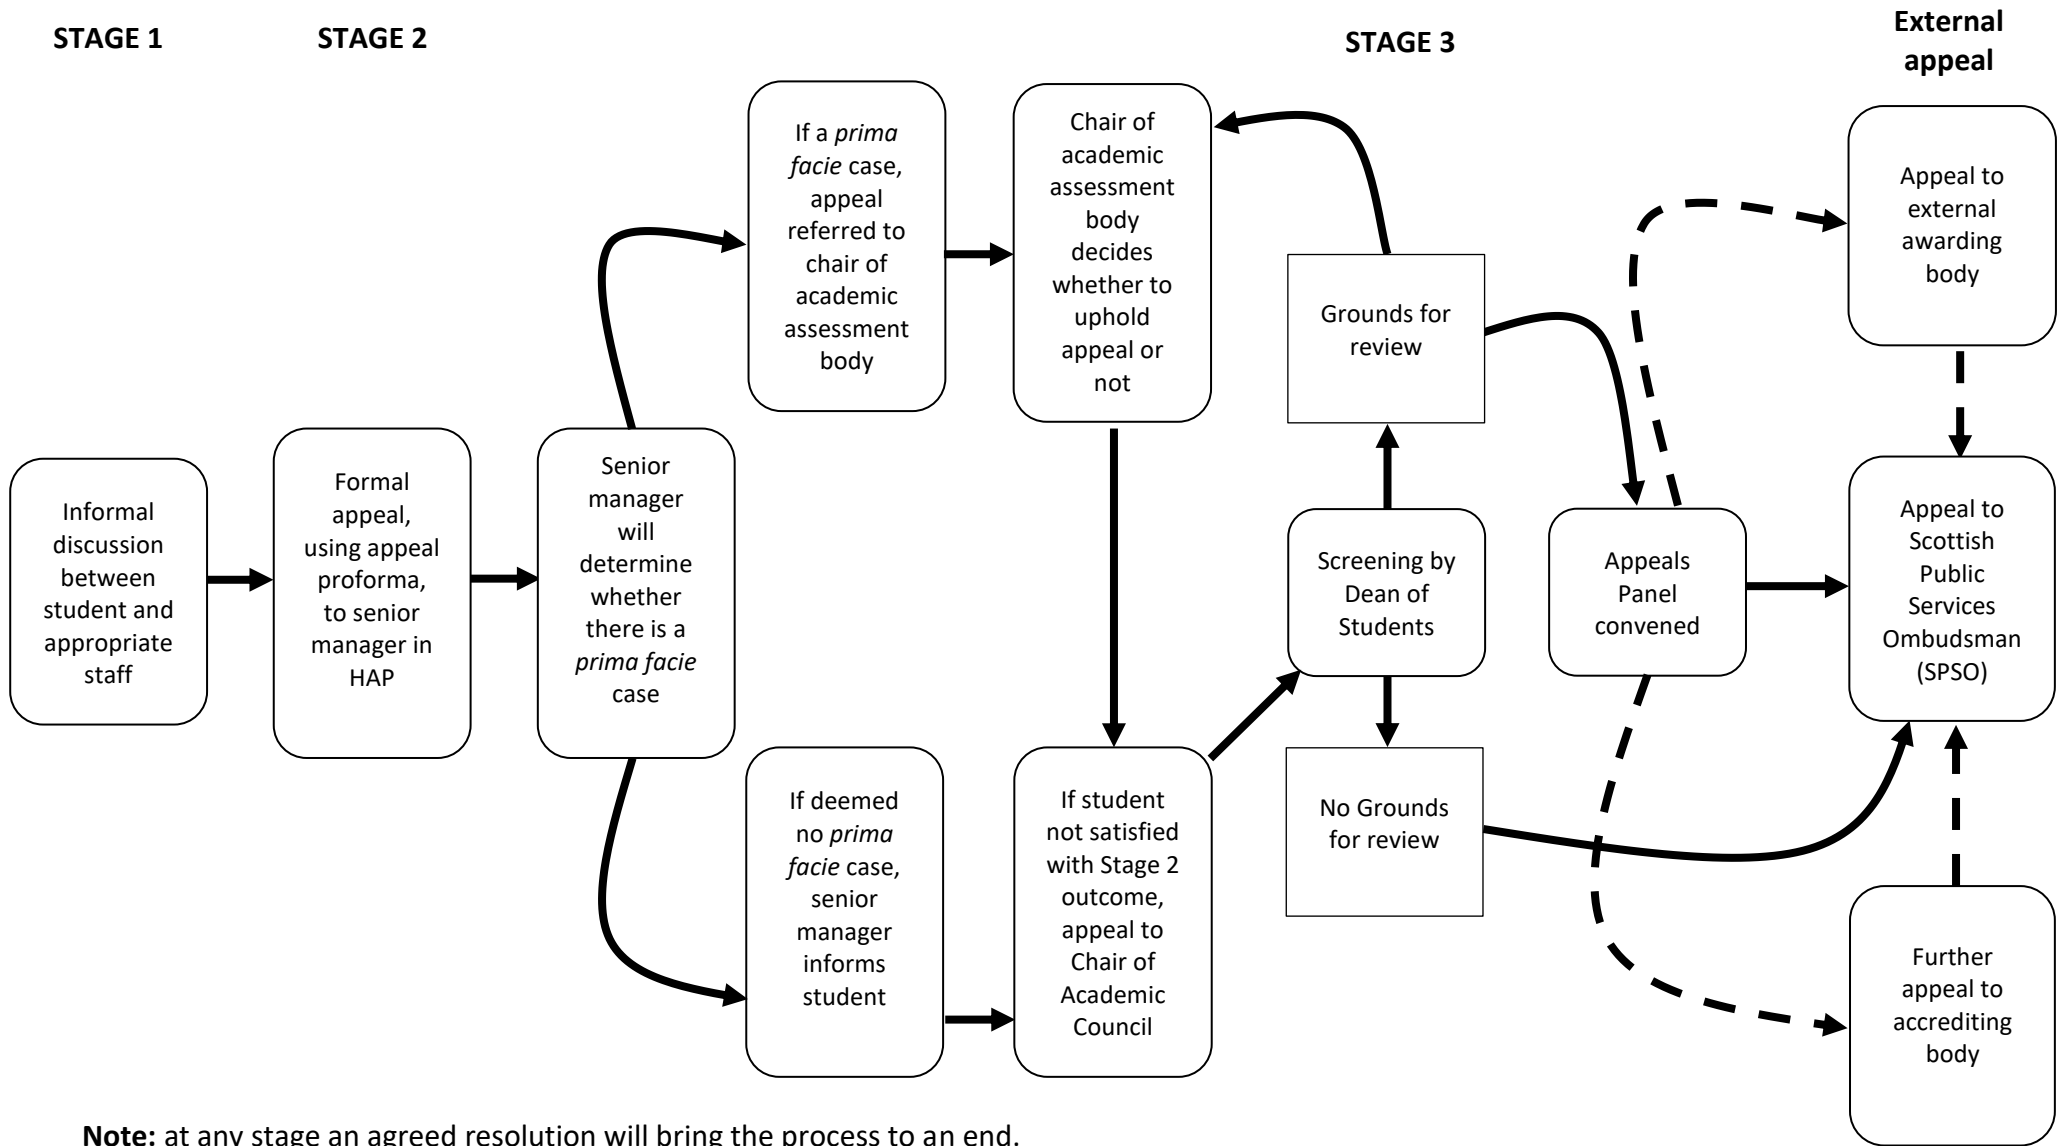 STAGE 1
STAGE 2
STAGE 3
External
appeal
Informal
discussion
between
student and
appropriate
staff
Formal
appeal,
using appeal
proforma,
to senior
manager in
HAP
Senior
manager
will
determine
whether
there is a
prima facie
case
If a prima
facie case,
appeal
referred to
chair of
academic
assessment
body
Chair of
academic
assessment
body
decides
whether to
uphold
appeal or
not
If deemed
no prima
facie case,
senior
manager
informs
student
If student
not satisfied
with Stage 2
outcome,
appeal to
Chair of
Academic
Council
Grounds for
review
Screening by
Dean of
Students
No Grounds
for review
Appeals
Panel
convened
Appeal to
external
awarding
body
Appeal to
Scottish
Public
Services
Ombudsman
(SPSO)
Further
appeal to
accrediting
body
Note: at any stage an agreed resolution will bring the process to an end.